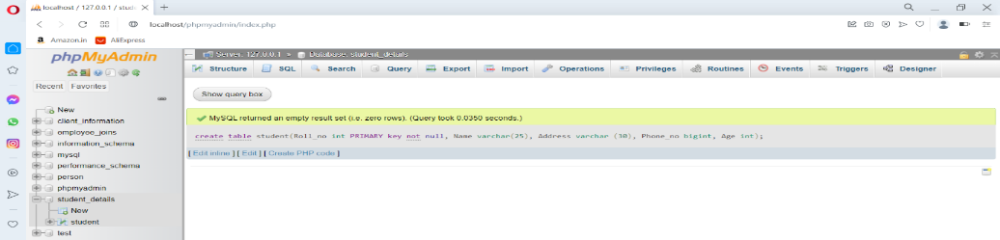 localhost / 127.0.0.1 / stude
localhost/phpmyadmin/index.php
Amazon.in AliExpress
phpMyAdmin
Recent Favorites
New
client_information
omployee_joins
information_schema
mysql
performance_schema
person
phpmyadmin
student_details
New
student
test
Server: 127.0.0.1 » Database: student_details
Structure SQL Search Query Export Import Operations Privileges Routines Events Triggers Designer
Show query box
MySQL returned an empty result set (i.e. zero rows). (Query took 0.0350 seconds.)
create table student(Roll_no int PRIMARY key not null, Name varchar(25), Address varchar (30), Phone_no bigint, Age int);
[ Edit inline ] [ Edit ] [ Create PHP code ]